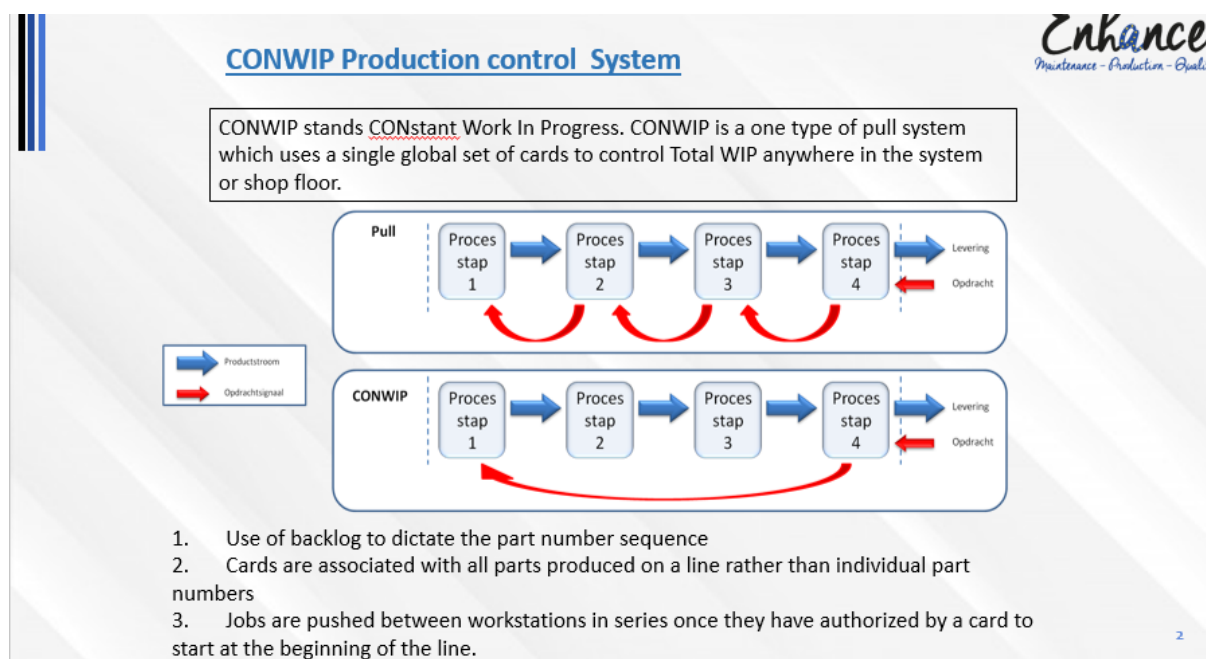 Enhance
Maintenance - Production - Quali
CONWIP Production control System
CONWIP stands CONstant Work In Progress. CONWIP is a one type of pull system
which uses a single global set of cards to control Total WIP anywhere in the system
or shop floor.
Pull
Proces
stap
1
Proces
stap
2
Proces
stap
3
Proces
stap
4
Levering
Opdracht
Productstroom
Opdrachtsignaal
CONWIP
Proces
stap
1
Proces
stap
2
Proces
stap
3
Proces
stap
4
Levering
Opdracht
1. Use of backlog to dictate the part number sequence
2. Cards are associated with all parts produced on a line rather than individual part
numbers
3. Jobs are pushed between workstations in series once they have authorized by a card to
start at the beginning of the line.
2